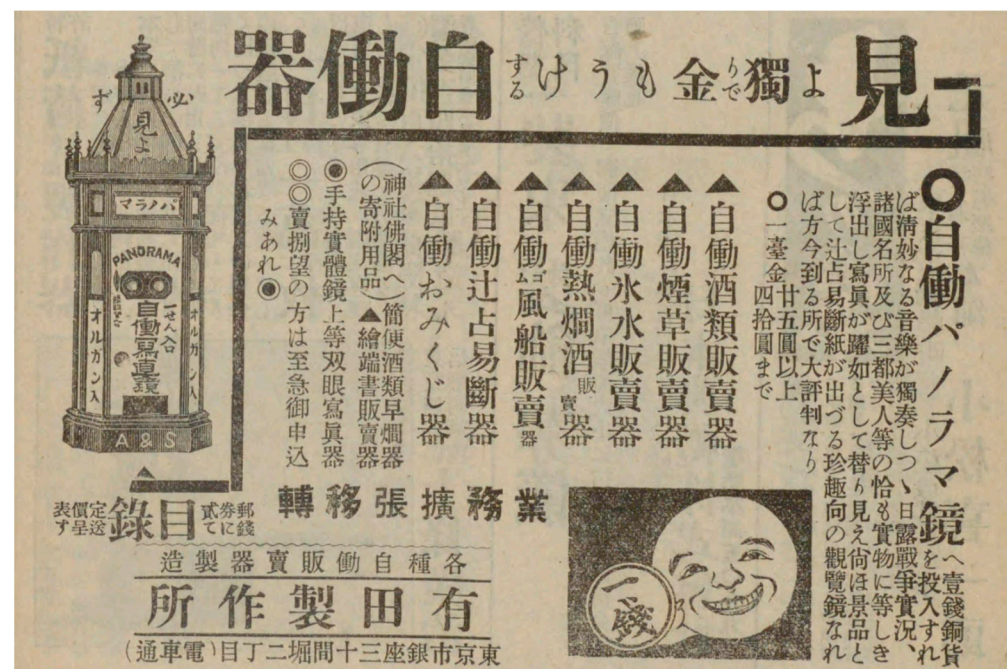 見よ獨りで金もうけする自働器
◯自働パノラマ鏡へ壹錢銅貨を投入すれ
ば淸妙なる音樂が獨奏しつヽ日露戰爭實況、
諸國名所及び三都美人等の恰も實物に等しき
浮出し寫眞が躍如として替り見え尙ほ景品と
して辻占易斷紙が出づる珍趣向の觀覽鏡なれ
ば方今到る所で大評判なり
○一臺金廿五圓以上四拾圓まで
▲自働酒類販賣器
▲自働煙草販賣器
▲自働氷水販賣器
▲自働熱燗酒販賣器
▲自働ゴム風船販賣器
▲自働辻占易斷器
▲自働おみくじ器
(神社佛閣への寄附用品)簡便酒類早燗器
▲繪端書販賣器
◉手持實體鏡上等双眼寫眞器
◎◎賣捌望の方は至急御申込
みあれ◉
必ず見よ
パノラマ
PANORAMA
一せん入
自働寫眞鏡
オルガン入
オルガン入
A & S
業務擴張移轉
郵券貳錢にて目錄定價表送呈す
各種自働販賣器製造
有田製作所
東京市銀座三十間堀二丁目(電車通)
一錢